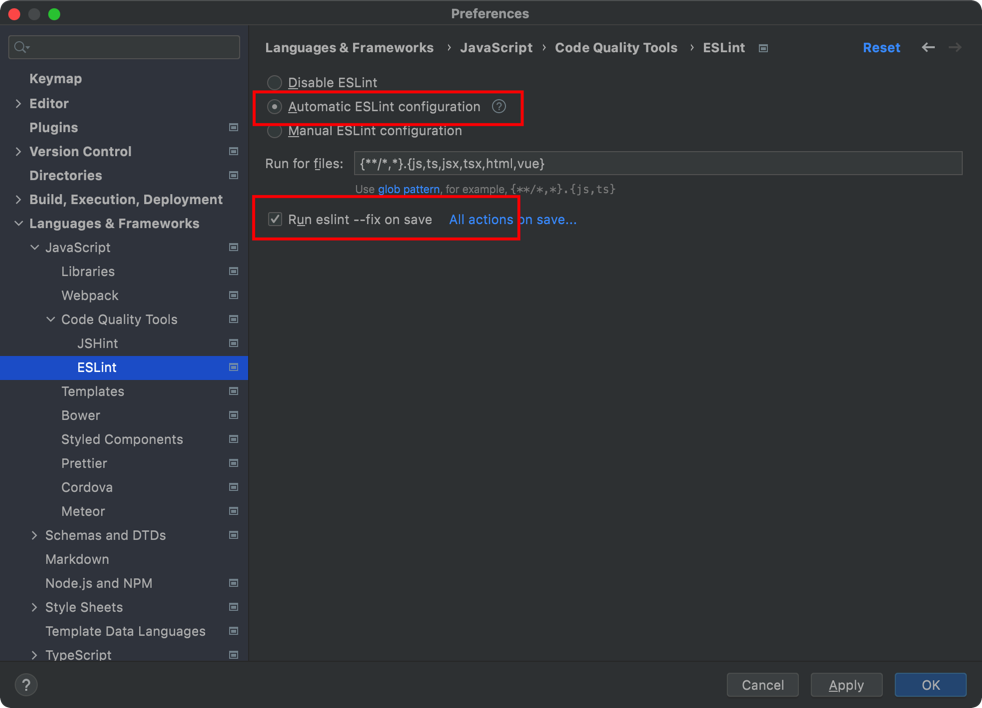 Preferences
Keymap
Editor
Plugins
Version Control
Directories
Build, Execution, Deployment
Languages & Frameworks
JavaScript
Libraries
Webpack
Code Quality Tools
JSHint
ESLint
Templates
Bower
Styled Components
Prettier
Cordova
Meteor
Schemas and DTDs
Markdown
Node.js and NPM
Style Sheets
Template Data Languages
TypeScript
Languages & Frameworks › JavaScript › Code Quality Tools › ESLint Reset
Disable ESLint
Automatic ESLint configuration ?
Manual ESLint configuration
Run for files: {**/*,*}.{js,ts,jsx,tsx,html,vue}
Use glob pattern, for example, {**/*,*}.{js,ts}
Run eslint --fix on save All actions on save...
? Cancel Apply OK